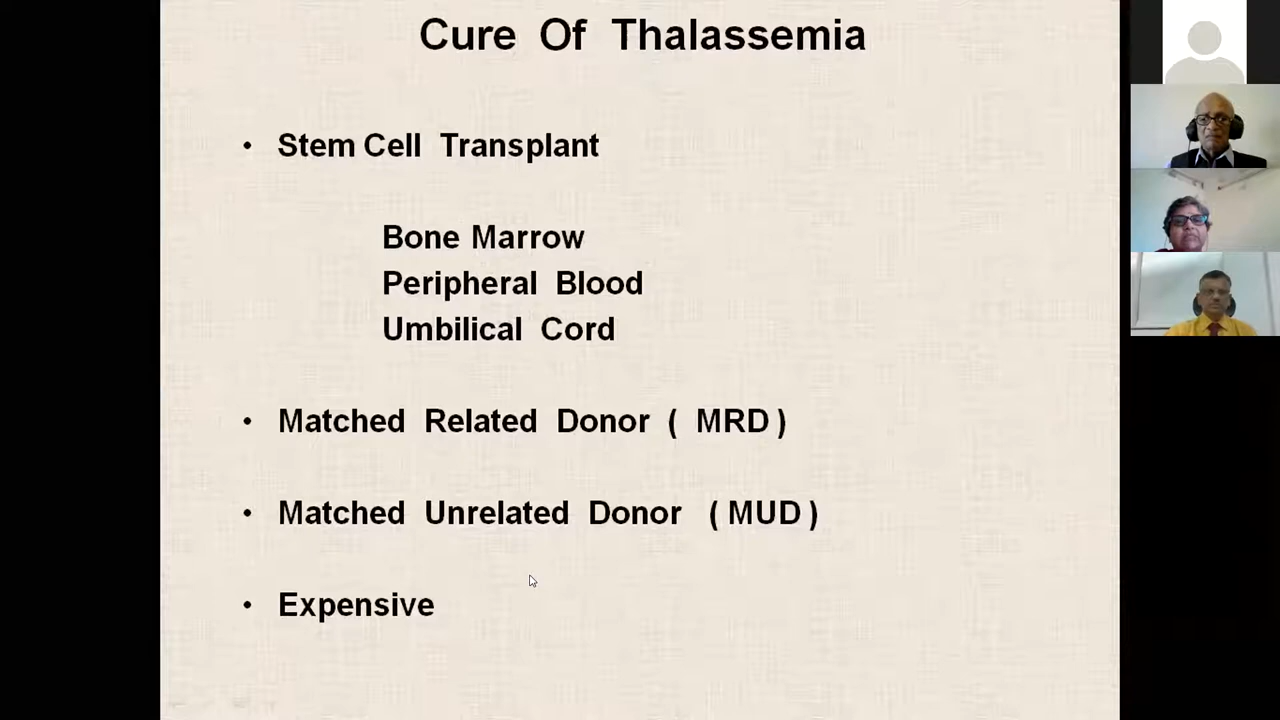 Cure Of Thalassemia
• Stem Cell Transplant
Bone Marrow
Peripheral Blood
Umbilical Cord
• Matched Related Donor ( MRD )
• Matched Unrelated Donor ( MUD )
• Expensive